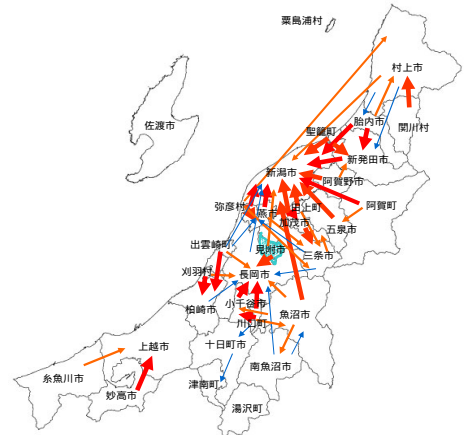 粟島浦村
村上市
佐渡市
胎内市
関川村
聖籠町
新発田市
新潟市
阿賀野市
弥彦村
燕市
田上町
阿賀町
加茂市
五泉市
出雲崎町
見附市
三条市
刈羽村
長岡市
柏崎市
小千谷市
魚沼市
川口町
上越市
十日町市
南魚沼市
糸魚川市
妙高市
津南町
湯沢町